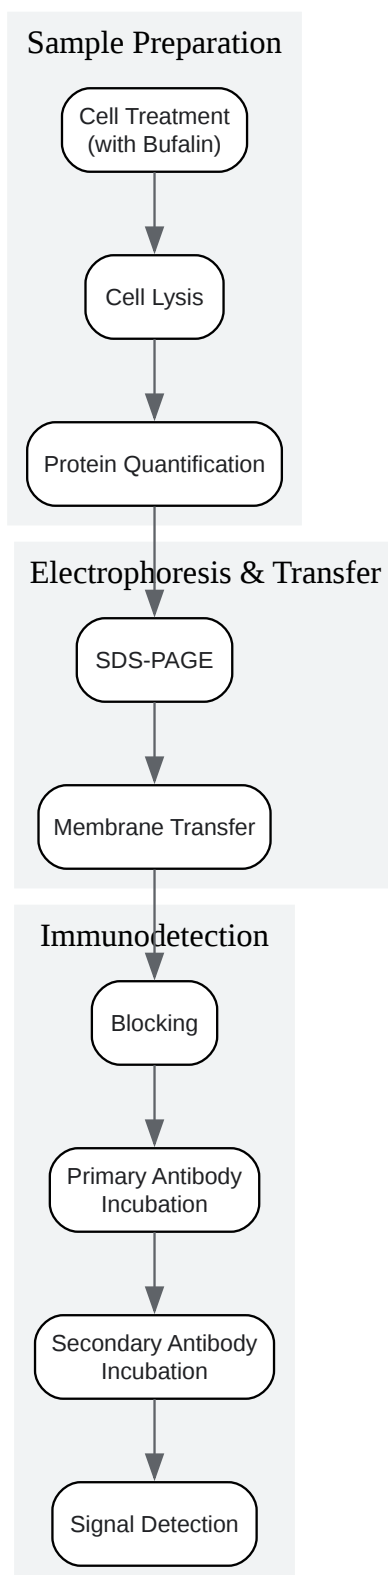 Sample Preparation
Cell Treatment
(with Bufalin)
Cell Lysis
Protein Quantification
Electrophoresis & Transfer
SDS-PAGE
Membrane Transfer
Immunodetection
Blocking
Primary Antibody
Incubation
Secondary Antibody
Incubation
Signal Detection